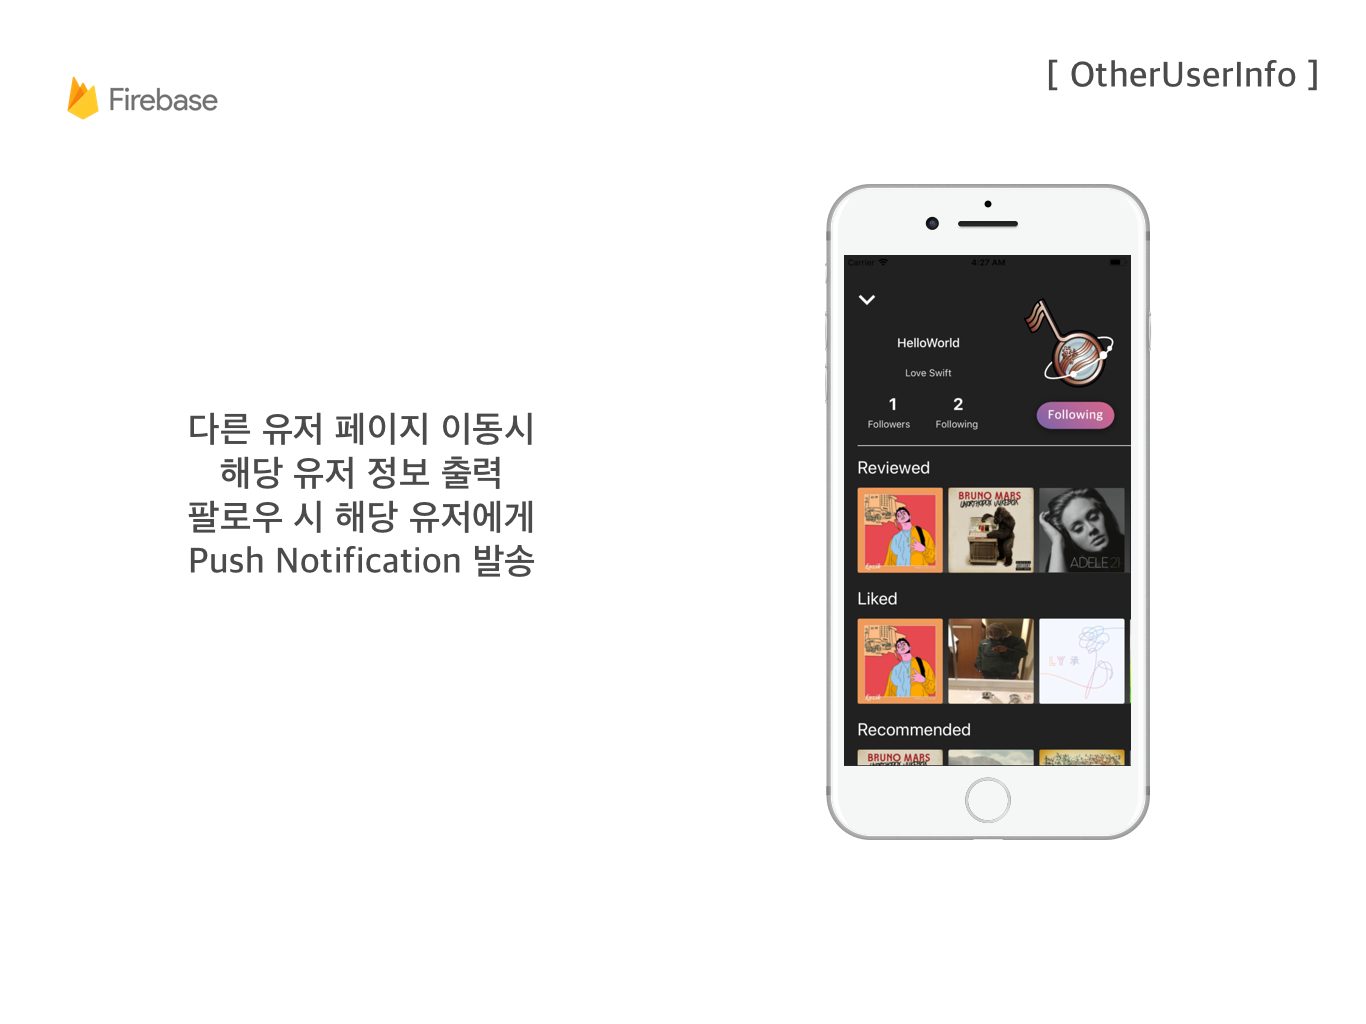 Firebase
[ OtherUserInfo ]
다른 유저 페이지 이동시
해당 유저 정보 출력
팔로우 시 해당 유저에게
Push Notification 발송
Carrier
4:27 AM
HelloWorld
Love Swift
1
2
Followers
Following
Following
Reviewed
BRUNO MARS
UNORTHODOX JUKEBOX
ADELE 21
Liked
LY 承
Recommended
BRUNO MARS
UNORTHODOX JUKEBOX